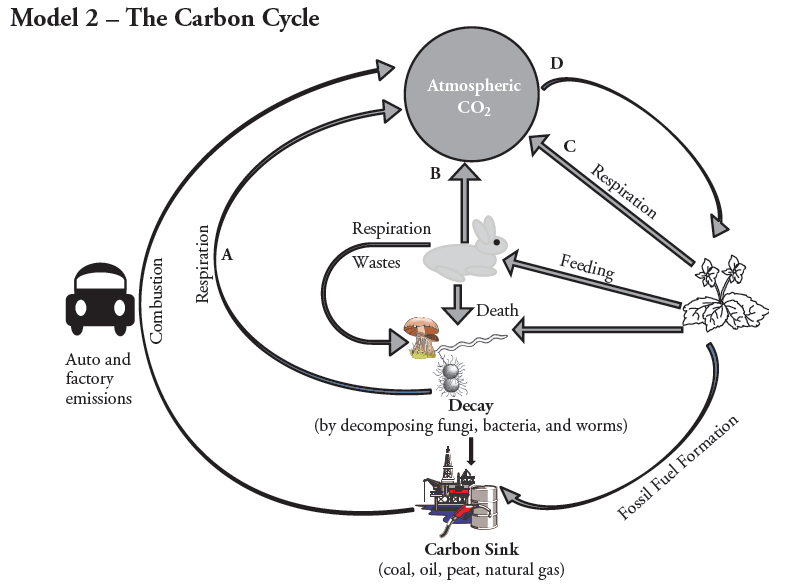 Model 2 – The Carbon Cycle
D
Atmospheric
CO₂
C
B
Respiration
Respiration
Wastes
Feeding
Respiration
A
Combustion
Death
Auto and
factory
emissions
Decay
(by decomposing fungi, bacteria, and worms)
Fossil Fuel Formation
Carbon Sink
(coal, oil, peat, natural gas)